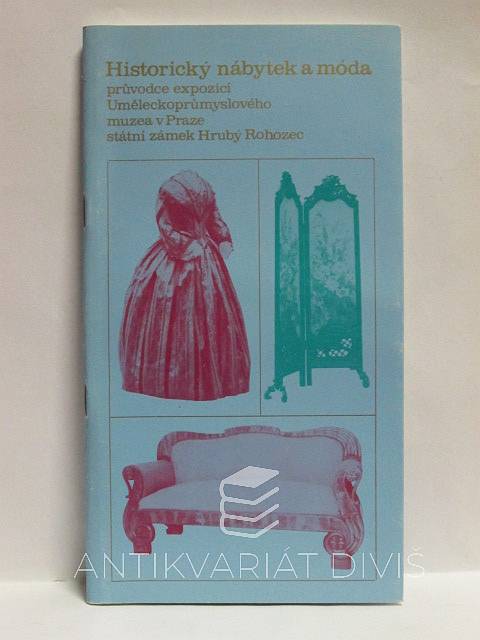 Historický nábytek a móda
průvodce expozicí
Uměleckoprůmyslového
muzea v Praze
státní zámek Hrubý Rohozec
ANTIKVARIÁT DIVIŠ